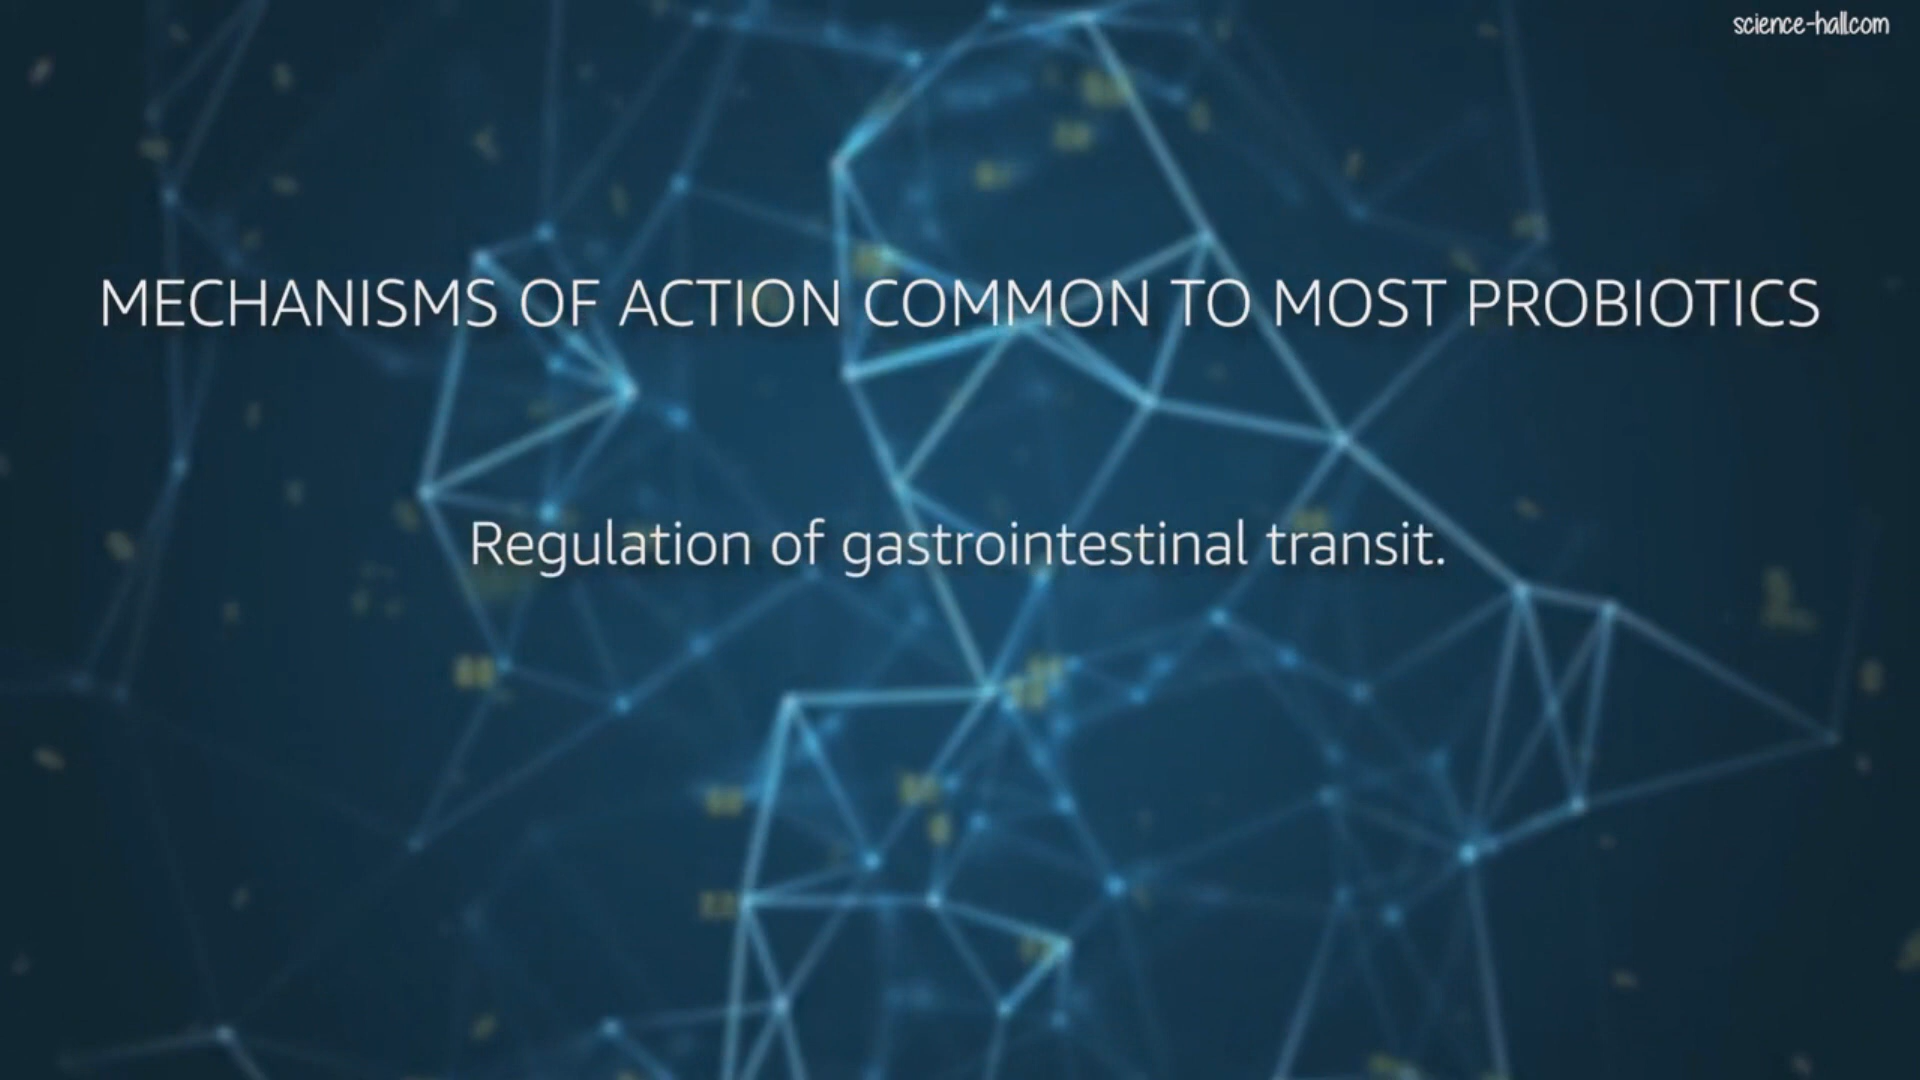 science-hall.com
MECHANISMS OF ACTION COMMON TO MOST PROBIOTICS
Regulation of gastrointestinal transit.